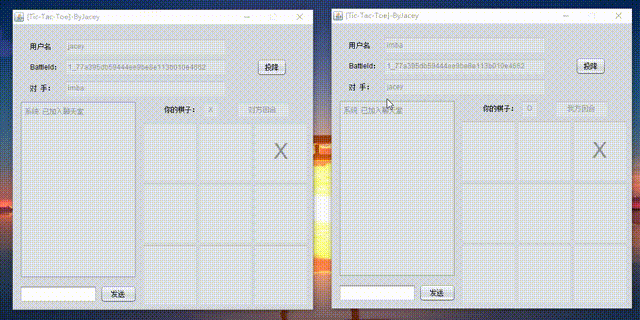 [Tic-Tac-Toe]-ByJacey
用户名 jacey
BattleId: 1_77a395db59444ee9be8e113b010e4662 投降
对 手: imba
系统 已加入聊天室
你的棋子: X 对方回合
X
发送
[Tic-Tac-Toe]-ByJacey
用户名 imba
BattleId: 1_77a395db59444ee9be8e113b010e4662 投降
对 手: jacey
系统 已加入聊天室
你的棋子: O 我方回合
X
发送